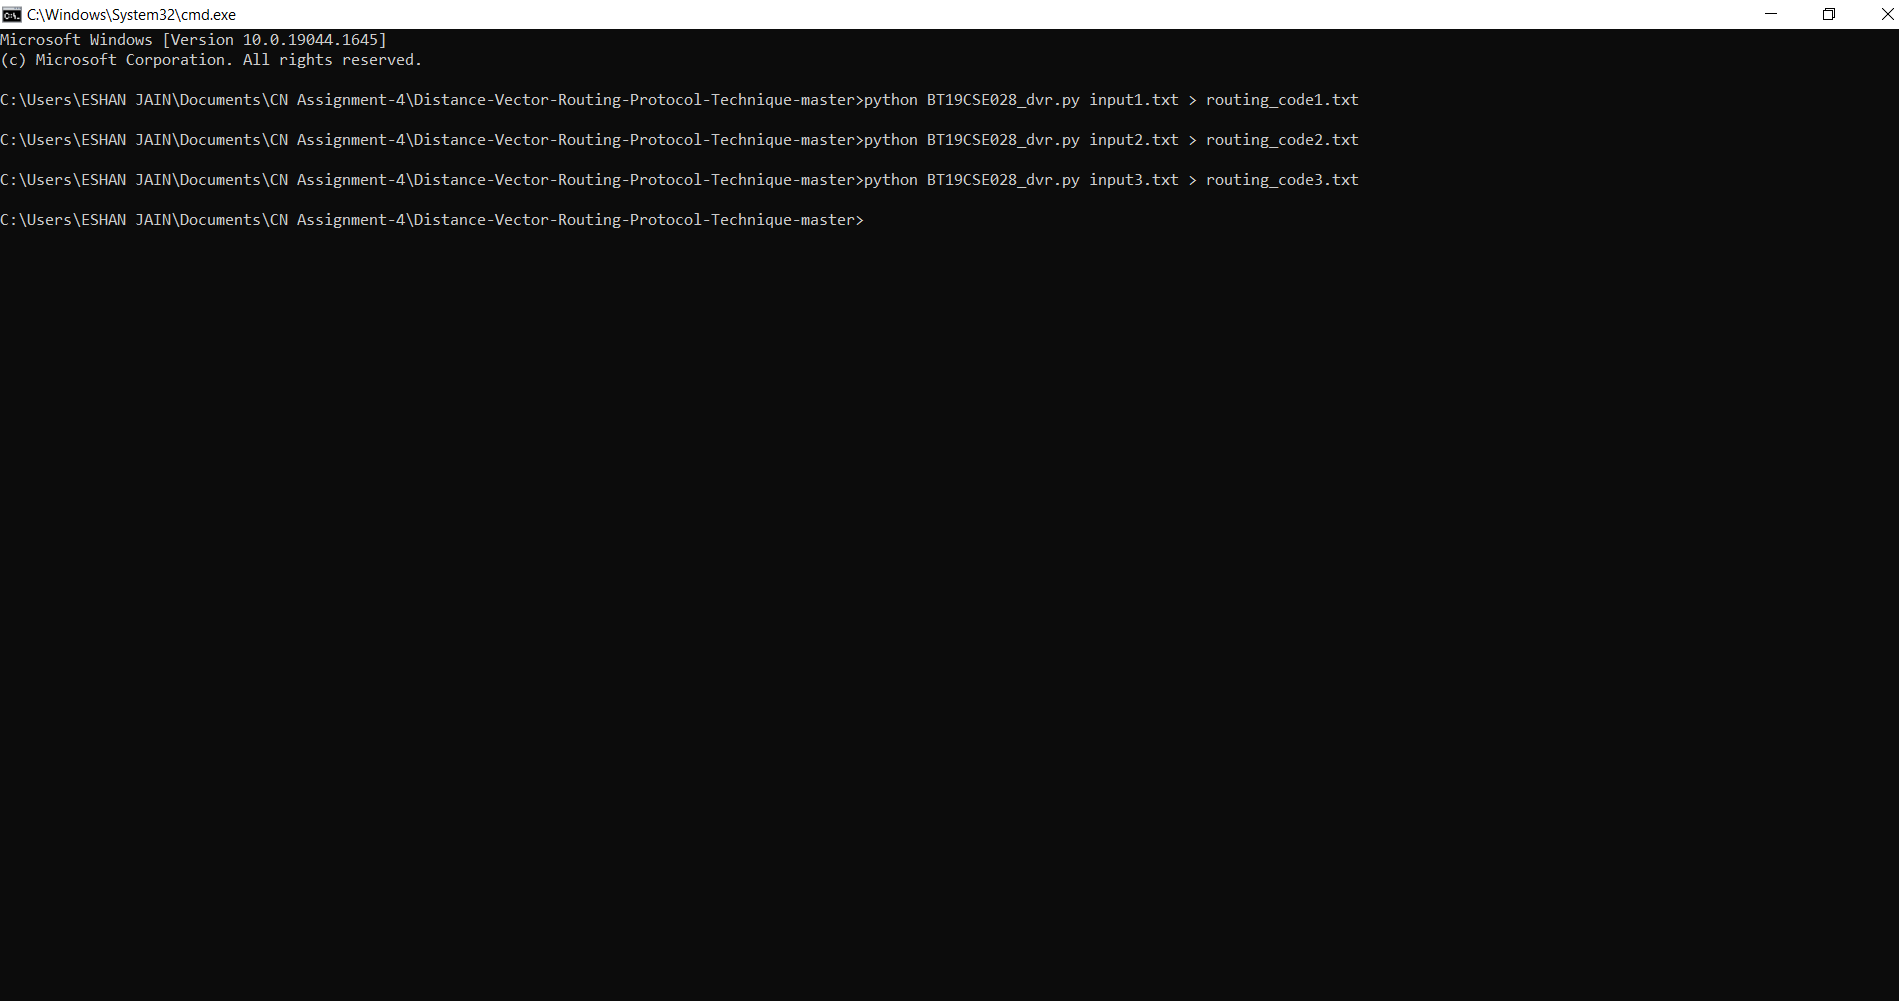 C:\Windows\System32\cmd.exe
Microsoft Windows [Version 10.0.19044.1645]
(c) Microsoft Corporation. All rights reserved.
C:\Users\ESHAN JAIN\Documents\CN Assignment-4\Distance-Vector-Routing-Protocol-Technique-master>python BT19CSE028_dvr.py input1.txt > routing_code1.txt
C:\Users\ESHAN JAIN\Documents\CN Assignment-4\Distance-Vector-Routing-Protocol-Technique-master>python BT19CSE028_dvr.py input2.txt > routing_code2.txt
C:\Users\ESHAN JAIN\Documents\CN Assignment-4\Distance-Vector-Routing-Protocol-Technique-master>python BT19CSE028_dvr.py input3.txt > routing_code3.txt
C:\Users\ESHAN JAIN\Documents\CN Assignment-4\Distance-Vector-Routing-Protocol-Technique-master>